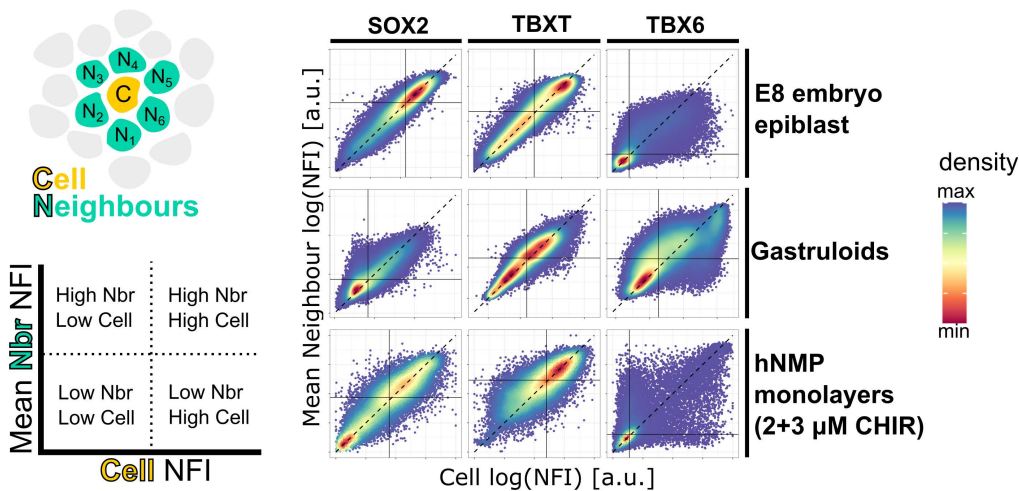 SOX2
TBXT
TBX6
N4
N3
N5
C
N2
N6
N1
Cell
Neighbours
Mean Nbr NFI
High Nbr
Low Cell
High Nbr
High Cell
Low Nbr
Low Cell
Low Nbr
High Cell
Cell NFI
Mean Neighbour log(NFI) [a.u.]
Cell log(NFI) [a.u.]
E8 embryo
epiblast
Gastruloids
hNMP
monolayers
(2+3 µM CHIR)
density
max
min